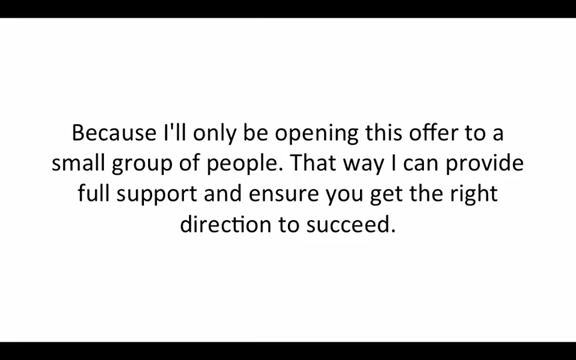 Because I'll only be opening this offer to a
small group of people. That way I can provide
full support and ensure you get the right
direction to succeed.